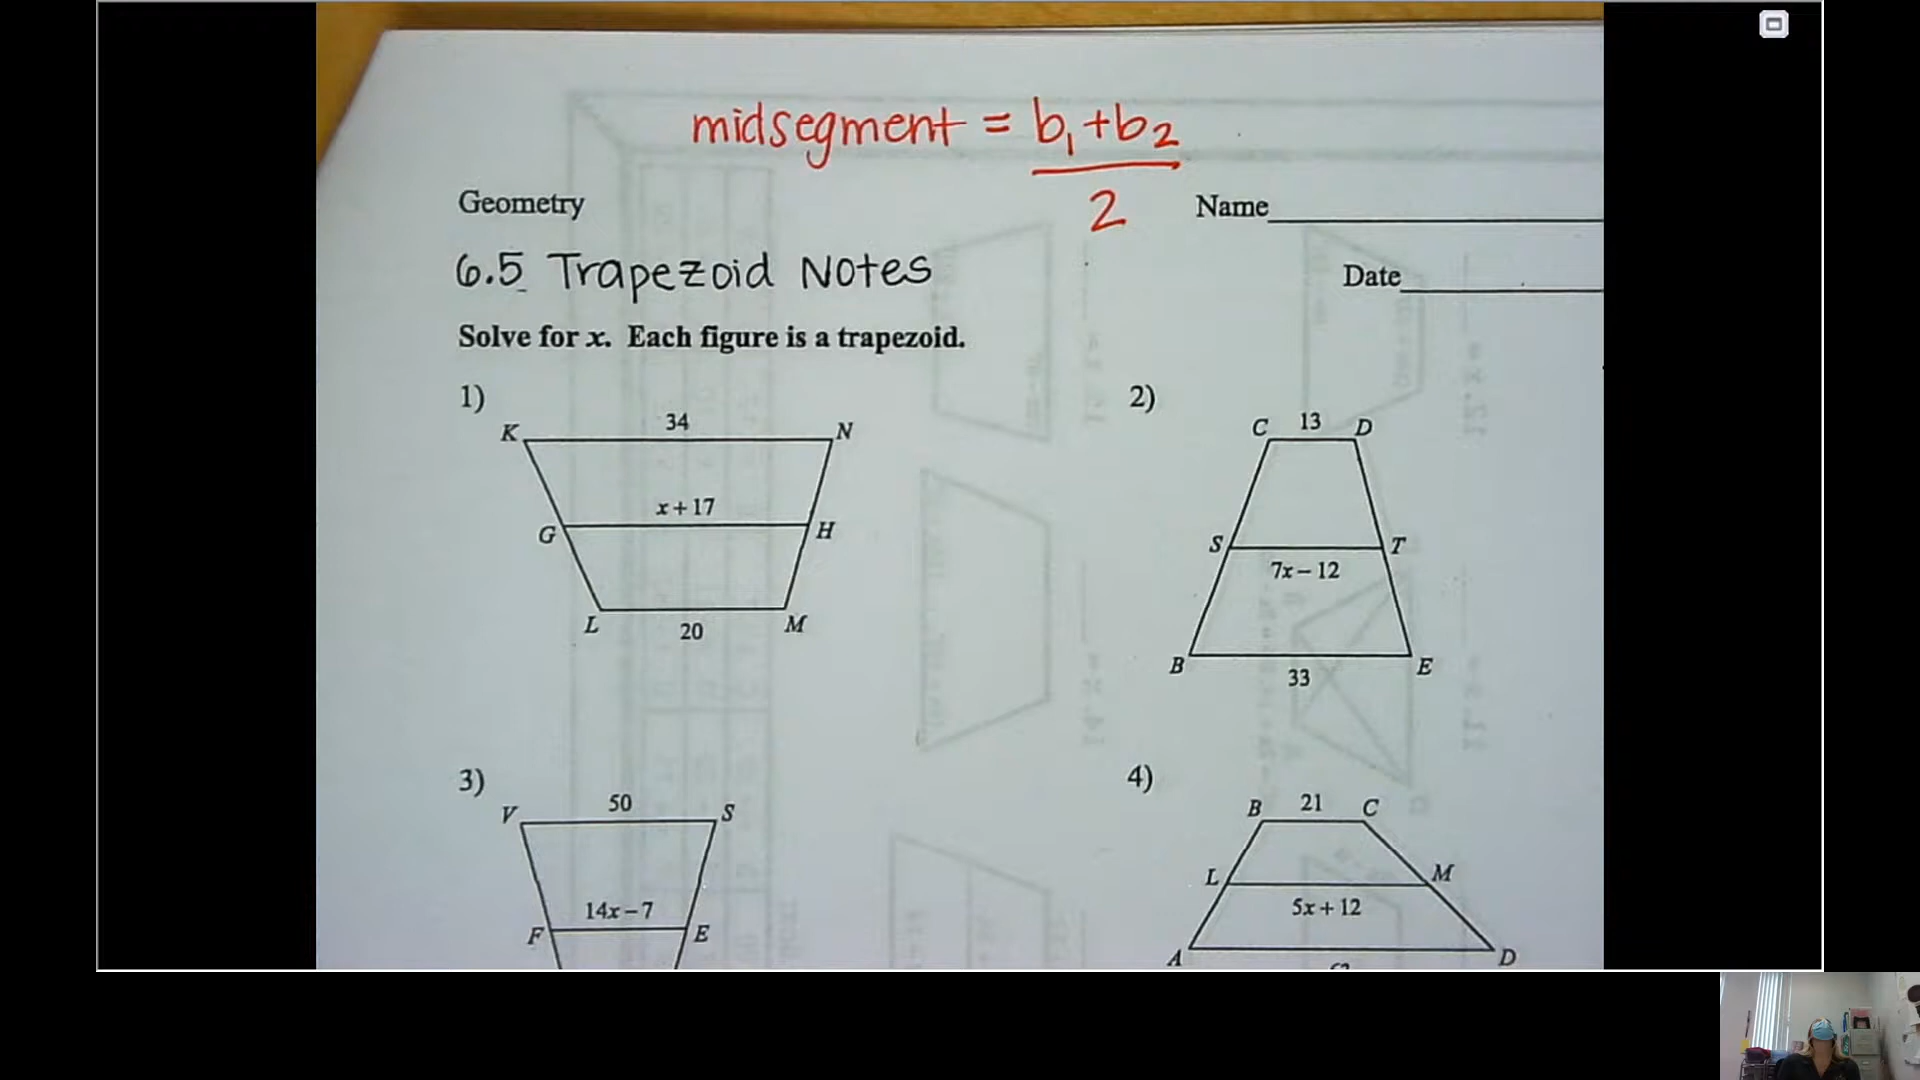 midsegment = b₁+b₂
2
Geometry
Name
6.5 Trapezoid Notes
Date
Solve for x. Each figure is a trapezoid.
1)
34
K
N
x+17
G
H
L
M
20
2)
C
13
D
S
T
7x – 12
B
E
33
3)
50
V
S
14x – 7
F
E
4)
B
21
C
L
M
5x + 12
A
D